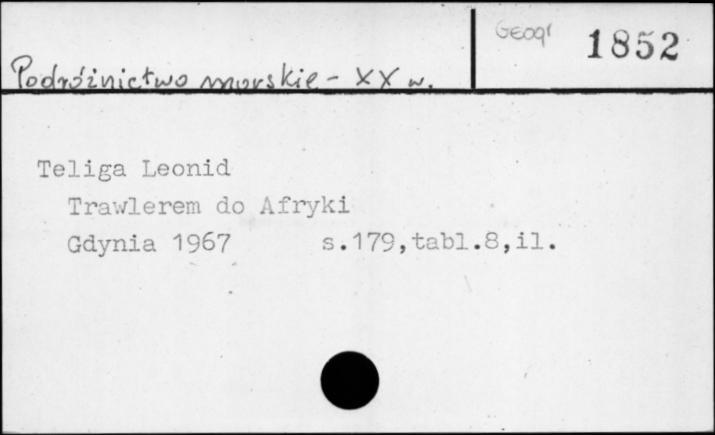 Geogr 1852
Podróżnictwo morskie - XX w.
Teliga Leonid
Trawlerem do Afryki
Gdynia 1967 s.179,tabl.8,il.